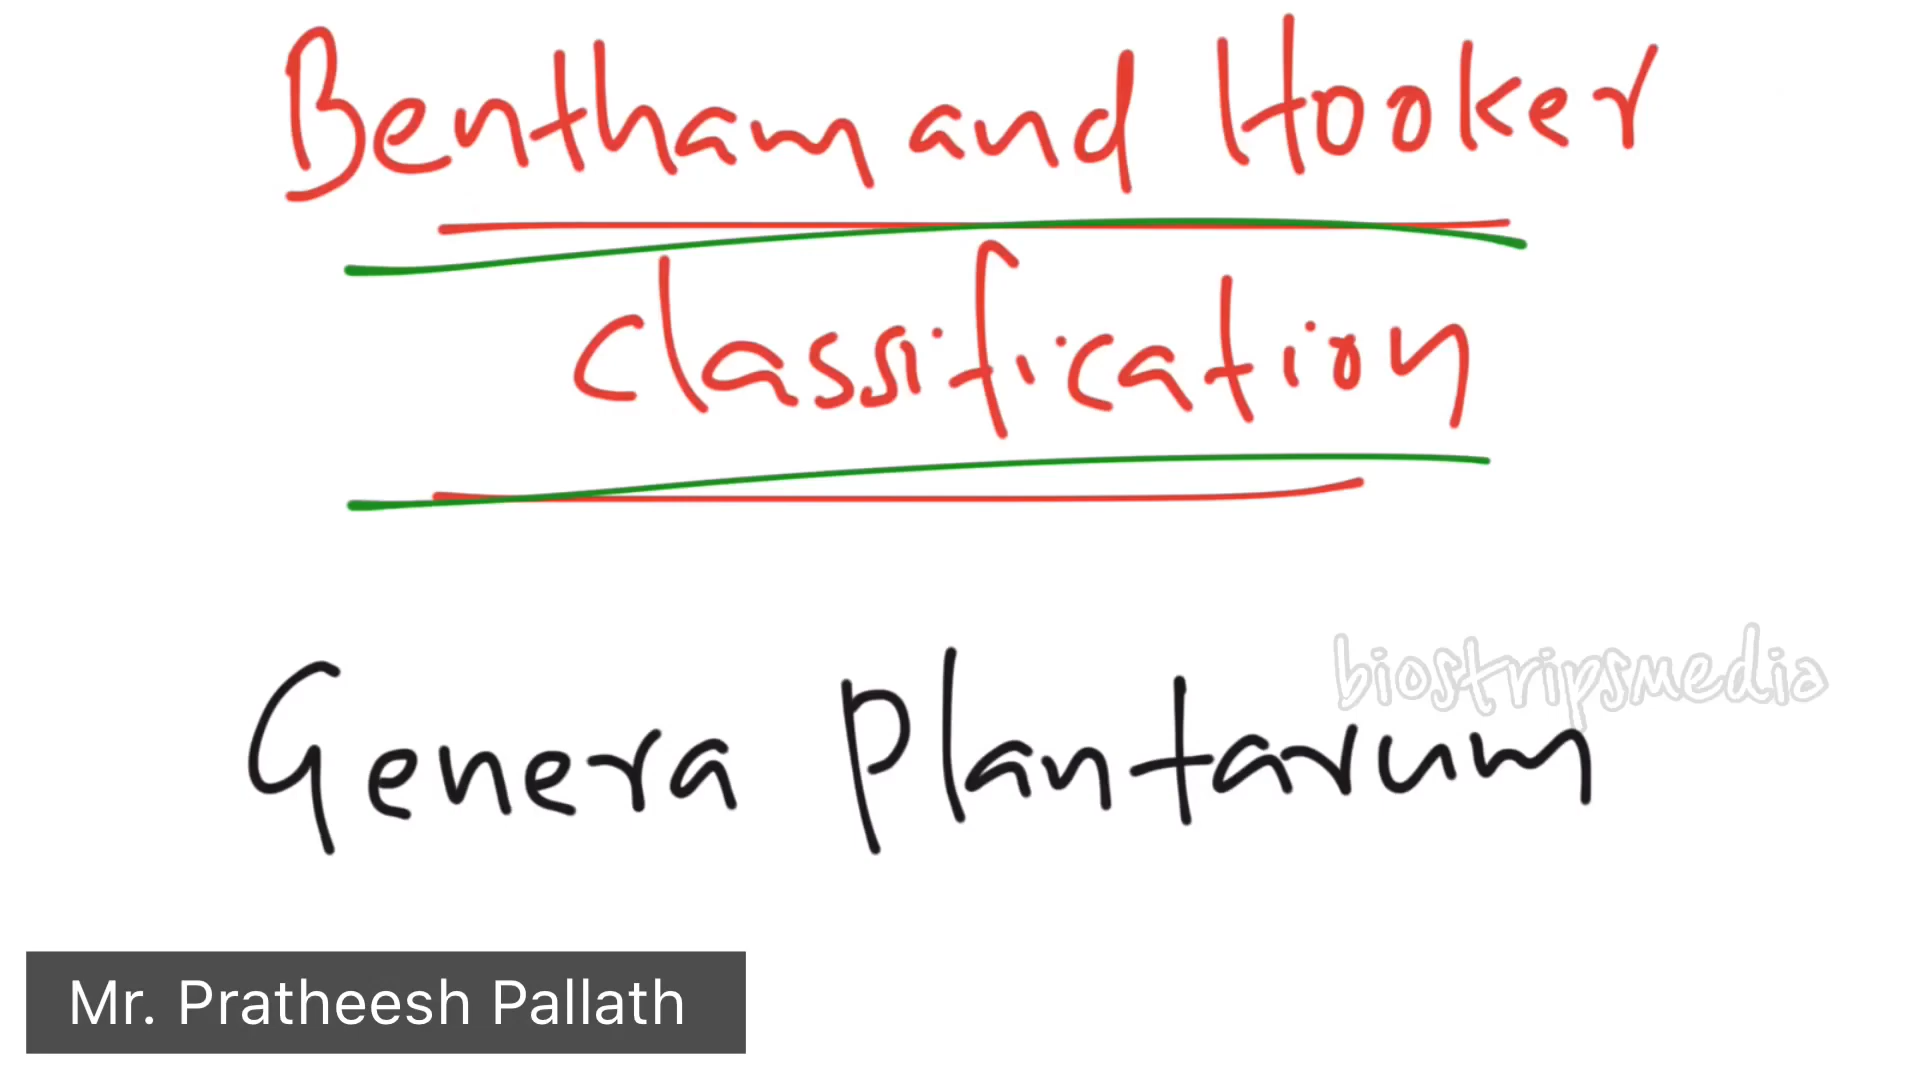 Bentham and Hooker
classification
biostripsmedia
Genera Plantarum
Mr. Pratheesh Pallath